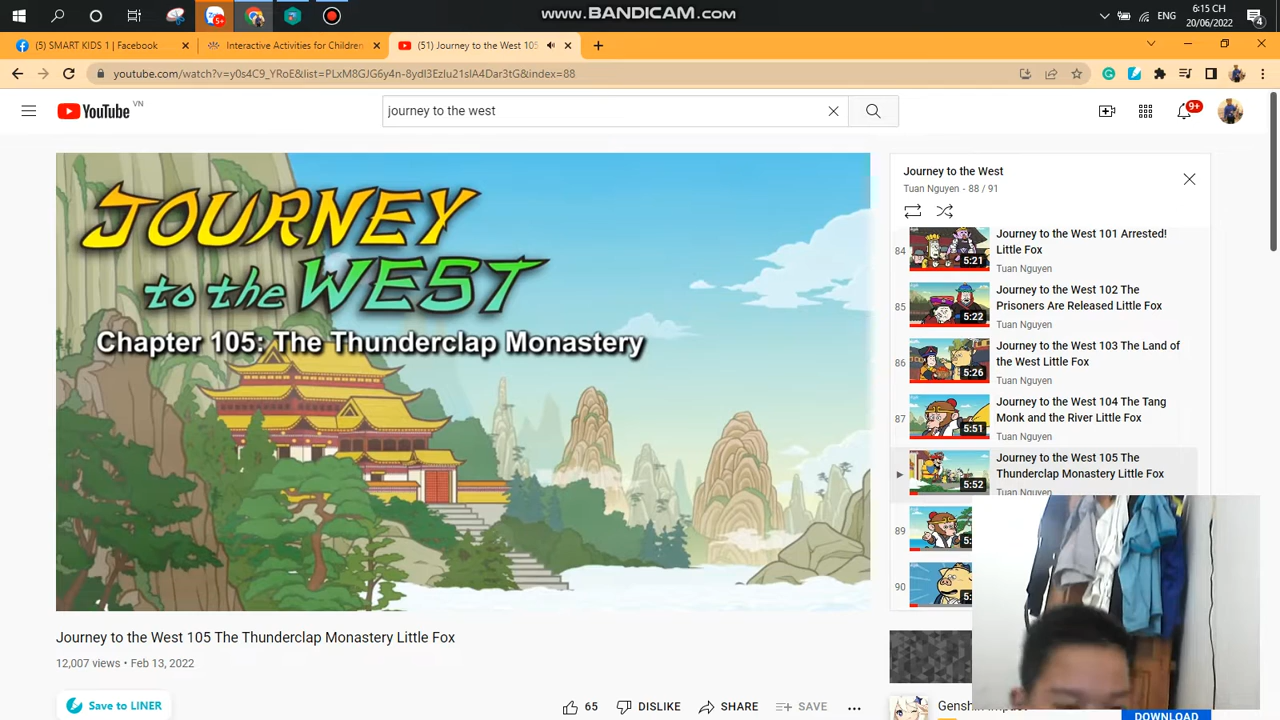 www.BANDICAM.com
5+
ENG
6:15 CH
20/06/2022
4
(5) SMART KIDS 1 | Facebook
Interactive Activities for Children
(51) Journey to the West 105
youtube.com/watch?v=y0s4C9_YRoE&list=PLxM8GJG6y4n-8ydI3EzIu21sIA4Dar3tG&index=88
YouTube VN
journey to the west
9+
JOURNEY
to the WEST
Chapter 105: The Thunderclap Monastery
Journey to the West
Tuan Nguyen - 88 / 91
84
5:21
Journey to the West 101 Arrested!
Little Fox
Tuan Nguyen
85
5:22
Journey to the West 102 The
Prisoners Are Released Little Fox
Tuan Nguyen
86
5:26
Journey to the West 103 The Land of
the West Little Fox
Tuan Nguyen
87
5:51
Journey to the West 104 The Tang
Monk and the River Little Fox
Tuan Nguyen
5:52
Journey to the West 105 The
Thunderclap Monastery Little Fox
Tuan Nguyen
89
90
Journey to the West 105 The Thunderclap Monastery Little Fox
12,007 views • Feb 13, 2022
Save to LINER
65
DISLIKE
SHARE
SAVE
Genshin Impact
DOWNLOAD